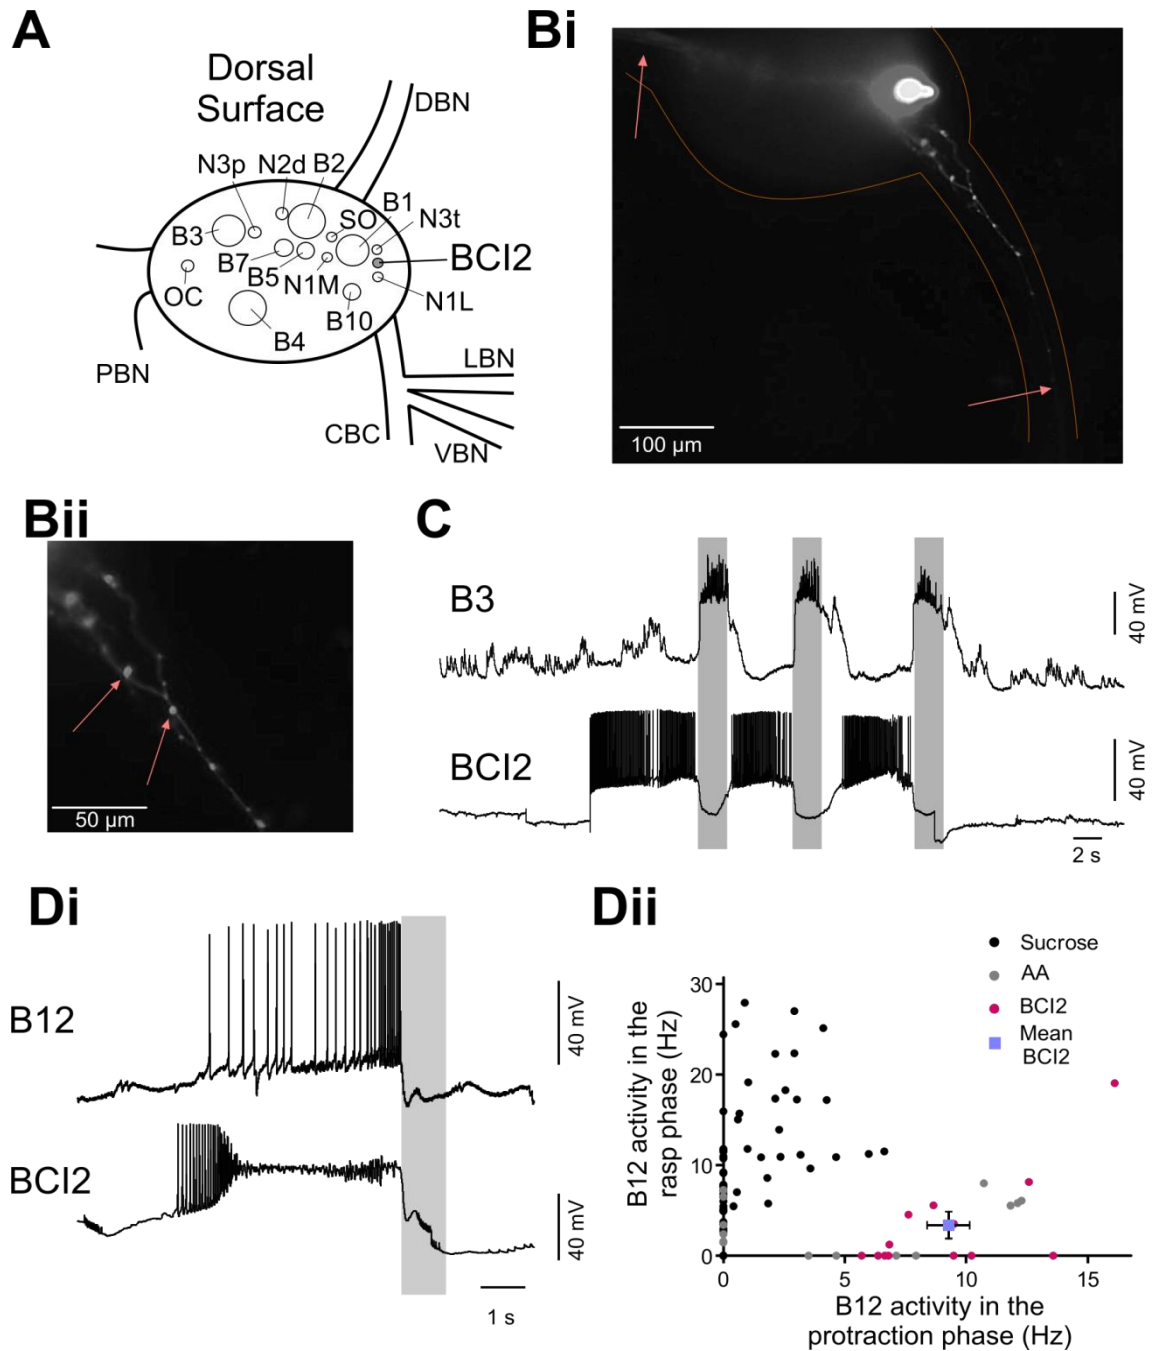 A
Dorsal
Surface
DBN
N3p
N2d
B2
B1
SO
N3t
B3
BCI2
B7
B5
N1M
OC
N1L
B10
B4
PBN
LBN
CBC
VBN
Bi
100 µm
Bii
50 µm
C
B3
40 mV
BCI2
40 mV
2 s
Di
B12
40 mV
BCI2
40 mV
1 s
Dii
Sucrose
AA
BCI2
Mean
BCI2
B12 activity in the
rasp phase (Hz)
30
20
10
0
0
5
10
15
B12 activity in the
protraction phase (Hz)